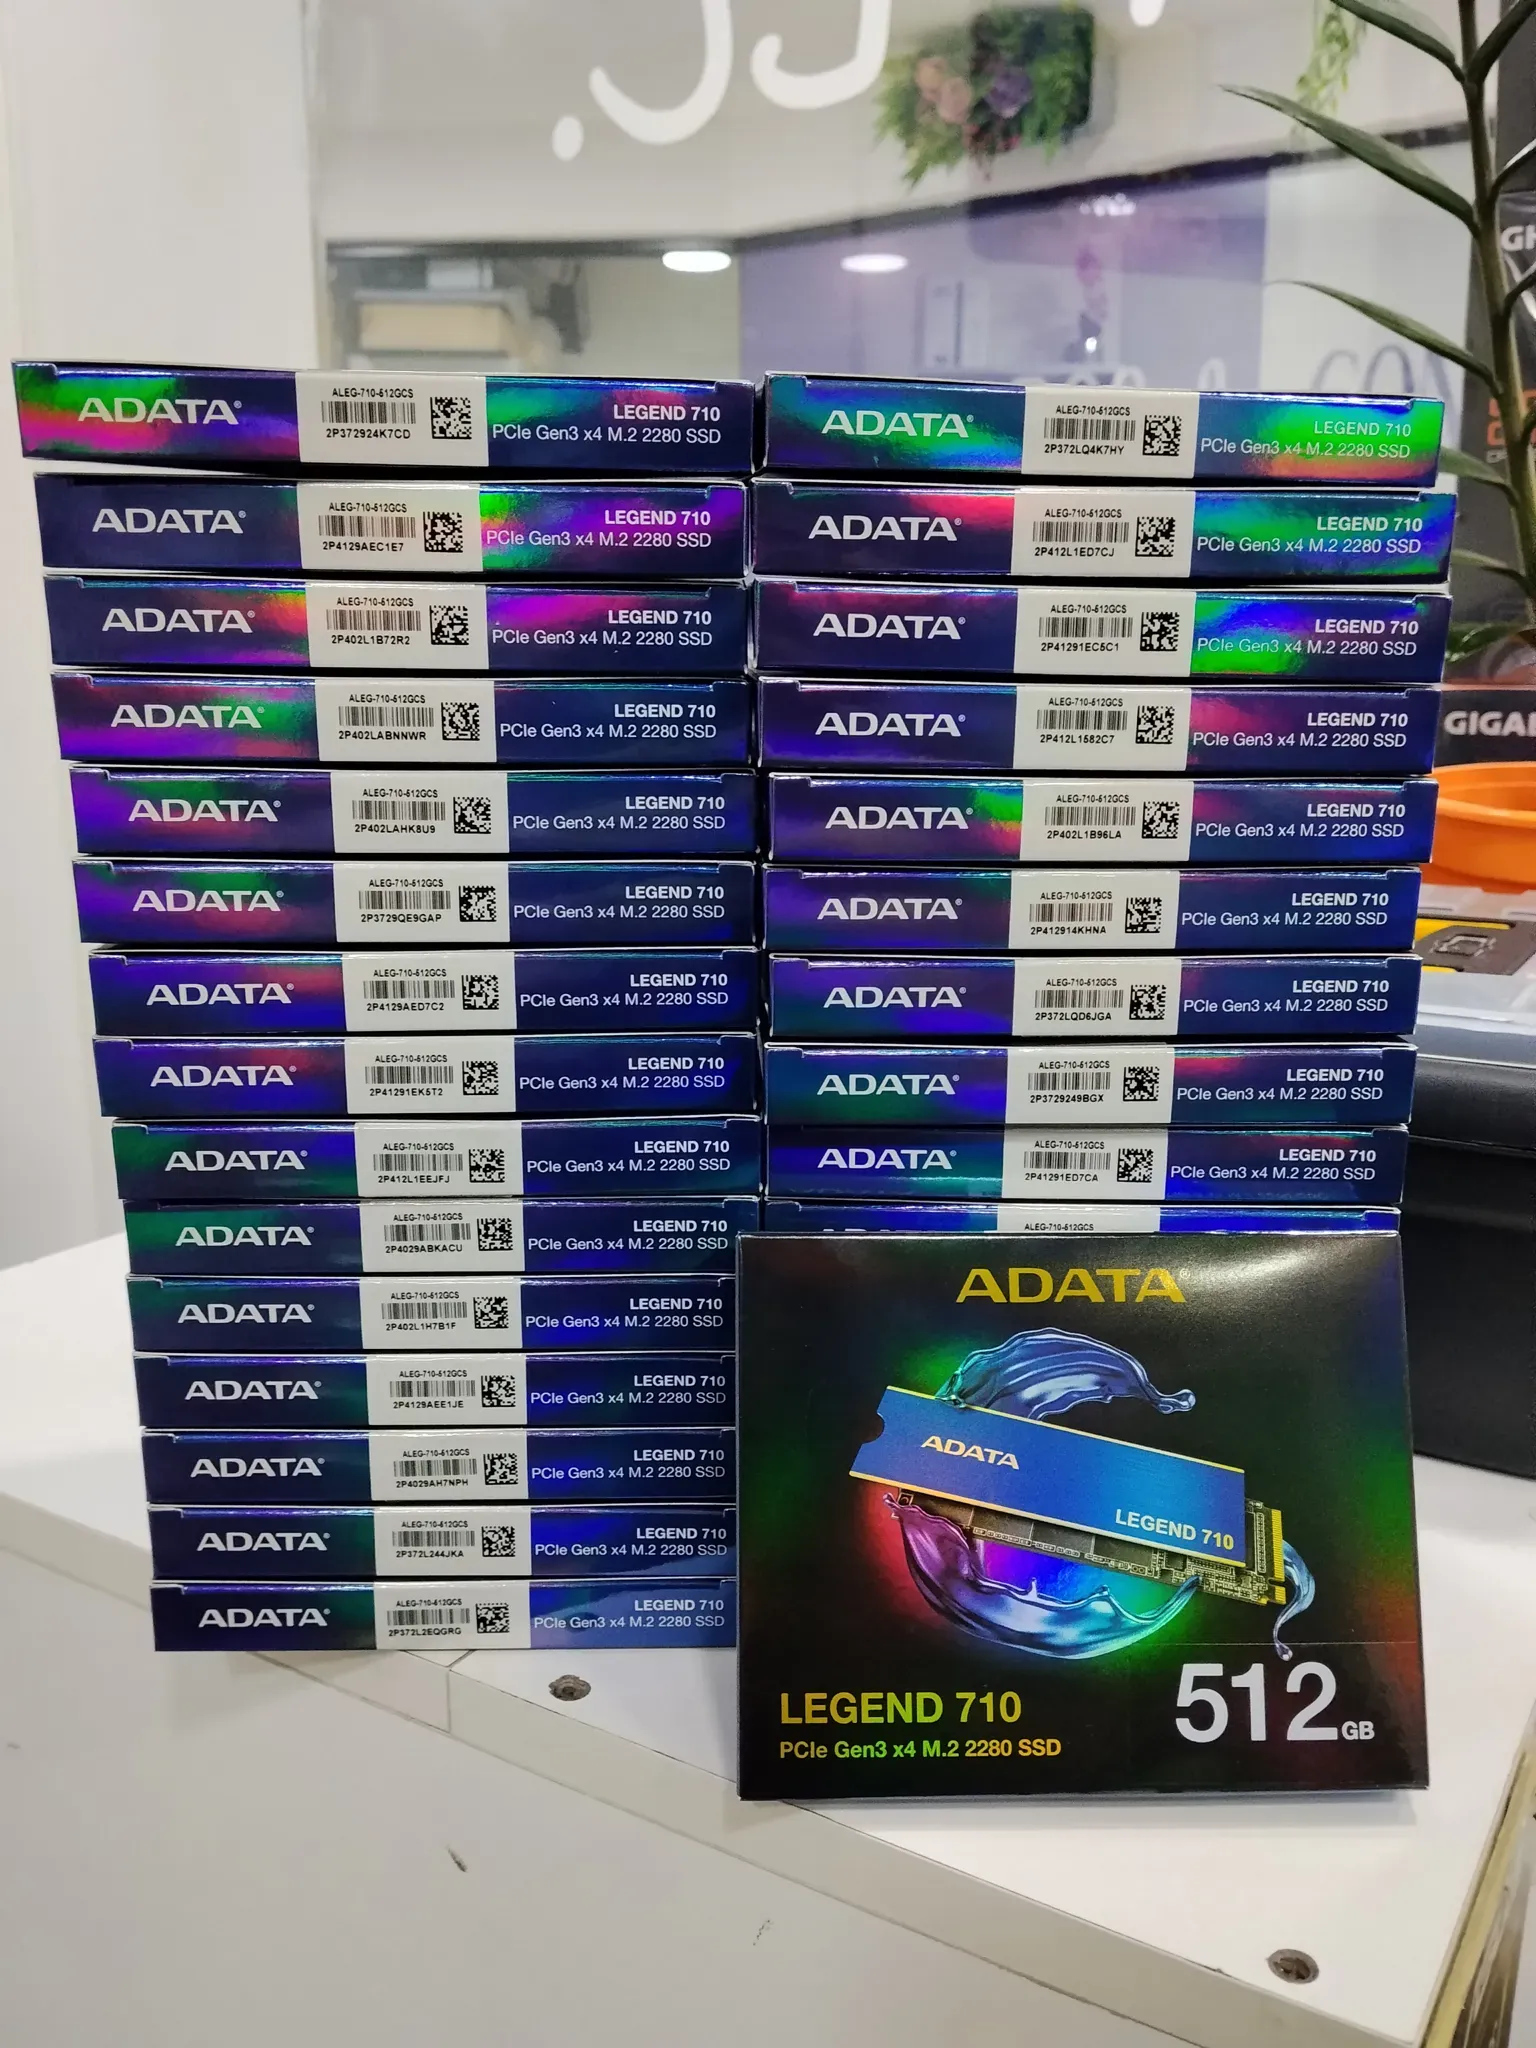 ADATA
ALEG-710-512GCS
2P372924K7CD
LEGEND 710
PCIe Gen3 x4 M.2 2280 SSD
ADATA
ALEG-710-512GCS
2P4129AEC1E7
LEGEND 710
PCIe Gen3 x4 M.2 2280 SSD
ADATA
ALEG-710-512GCS
2P402L1B72R2
LEGEND 710
PCIe Gen3 x4 M.2 2280 SSD
ADATA
ALEG-710-512GCS
2P402LABNNWR
LEGEND 710
PCIe Gen3 x4 M.2 2280 SSD
ADATA
ALEG-710-512GCS
2P402LAHK8U9
LEGEND 710
PCIe Gen3 x4 M.2 2280 SSD
ADATA
ALEG-710-512GCS
2P3729QE9GAP
LEGEND 710
PCIe Gen3 x4 M.2 2280 SSD
ADATA
ALEG-710-512GCS
2P4129AED7C2
LEGEND 710
PCIe Gen3 x4 M.2 2280 SSD
ADATA
ALEG-710-512GCS
2P41291EK5T2
LEGEND 710
PCIe Gen3 x4 M.2 2280 SSD
ADATA
ALEG-710-512GCS
2P412L1EEJFJ
LEGEND 710
PCIe Gen3 x4 M.2 2280 SSD
ADATA
ALEG-710-512GCS
2P4029ABKACU
LEGEND 710
PCIe Gen3 x4 M.2 2280 SSD
ADATA
ALEG-710-512GCS
2P402L1H7B1F
LEGEND 710
PCIe Gen3 x4 M.2 2280 SSD
ADATA
ALEG-710-512GCS
2P4129AEE1JE
LEGEND 710
PCIe Gen3 x4 M.2 2280 SSD
ADATA
ALEG-710-512GCS
2P4029AH7NPH
LEGEND 710
PCIe Gen3 x4 M.2 2280 SSD
ADATA
ALEG-710-512GCS
2P372L244JKA
LEGEND 710
PCIe Gen3 x4 M.2 2280 SSD
ADATA
ALEG-710-512GCS
2P372L2EQGRG
LEGEND 710
PCIe Gen3 x4 M.2 2280 SSD
ADATA
ALEG-710-512GCS
2P372LQ4K7HY
LEGEND 710
PCIe Gen3 x4 M.2 2280 SSD
ADATA
ALEG-710-512GCS
2P412L1ED7CJ
LEGEND 710
PCIe Gen3 x4 M.2 2280 SSD
ADATA
ALEG-710-512GCS
2P41291EC5C1
LEGEND 710
PCIe Gen3 x4 M.2 2280 SSD
ADATA
ALEG-710-512GCS
2P412L1582C7
LEGEND 710
PCIe Gen3 x4 M.2 2280 SSD
ADATA
ALEG-710-512GCS
2P402L1B96LA
LEGEND 710
PCIe Gen3 x4 M.2 2280 SSD
ADATA
ALEG-710-512GCS
2P412914KHNA
LEGEND 710
PCIe Gen3 x4 M.2 2280 SSD
ADATA
ALEG-710-512GCS
2P372LQD6JGA
LEGEND 710
PCIe Gen3 x4 M.2 2280 SSD
ADATA
ALEG-710-512GCS
2P3729249BGX
LEGEND 710
PCIe Gen3 x4 M.2 2280 SSD
ADATA
ALEG-710-512GCS
2P41291ED7CA
LEGEND 710
PCIe Gen3 x4 M.2 2280 SSD
ADATA
ALEG-710-512GCS
ADATA
ADATA
LEGEND 710
LEGEND 710
PCIe Gen3 x4 M.2 2280 SSD
512GB